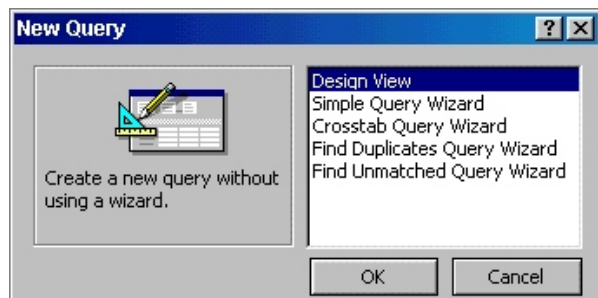 New Query
Create a new query without
using a wizard.
Design View
Simple Query Wizard
Crosstab Query Wizard
Find Duplicates Query Wizard
Find Unmatched Query Wizard
OK
Cancel